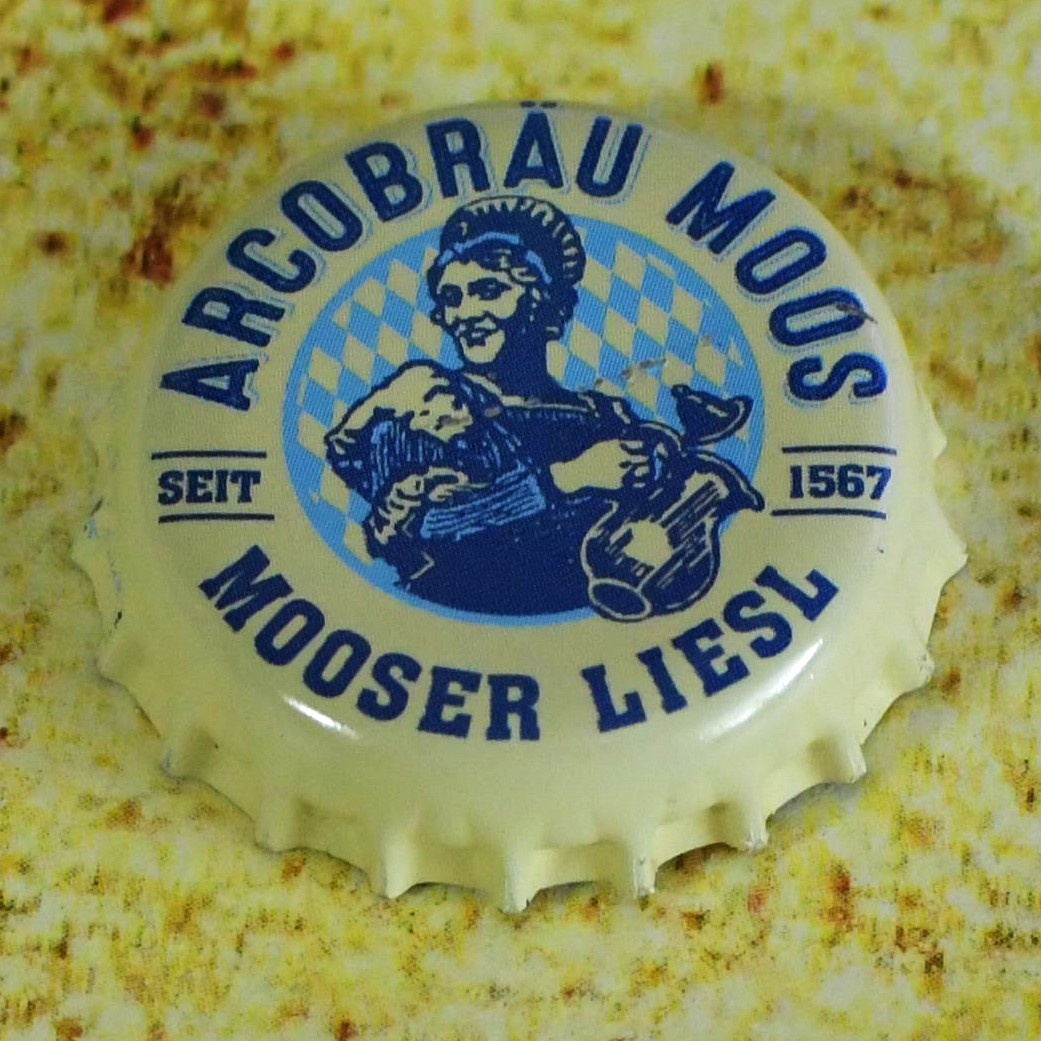 ARCOBRÄU MOOS
SEIT
1567
MOOSER LIESL